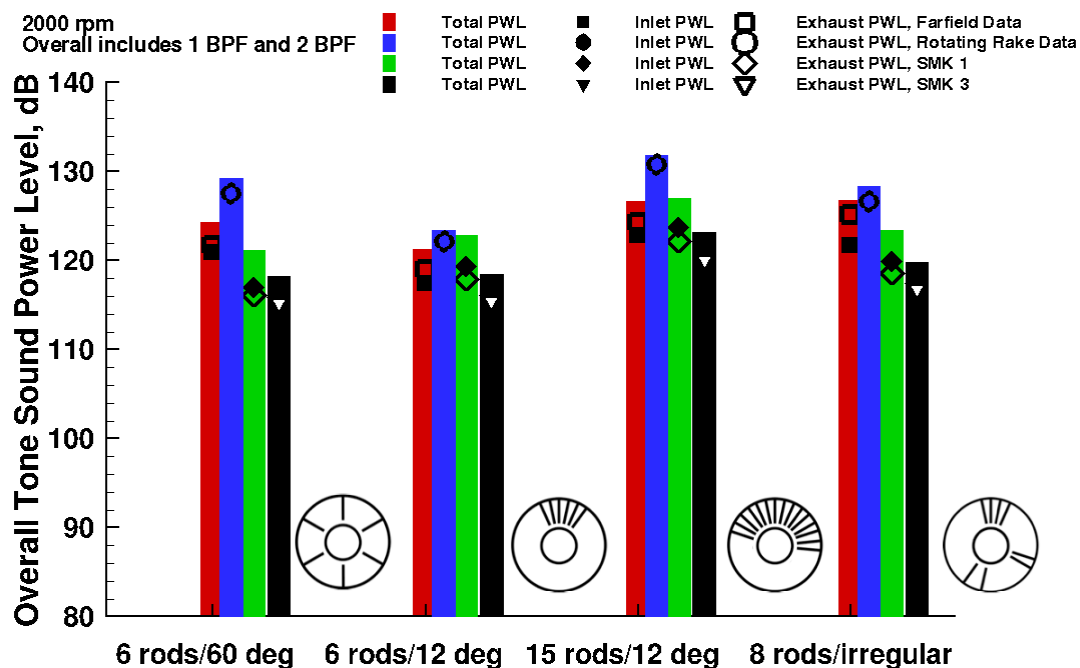 2000 rpm
Overall includes 1 BPF and 2 BPF
Total PWL Inlet PWL Exhaust PWL, Farfield Data
Total PWL Inlet PWL Exhaust PWL, Rotating Rake Data
Total PWL Inlet PWL Exhaust PWL, SMK 1
Total PWL Inlet PWL Exhaust PWL, SMK 3
Overall Tone Sound Power Level, dB
140
130
120
110
100
90
80
6 rods/60 deg 6 rods/12 deg 15 rods/12 deg 8 rods/irregular